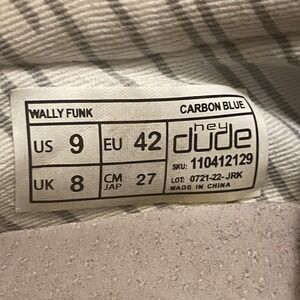 WALLY FUNK CARBON BLUE
US 9 EU 42 hey dude
SKU: 110412129
UK 8 CM JAP 27 LOT: 0721-22-JRK
MADE IN CHINA